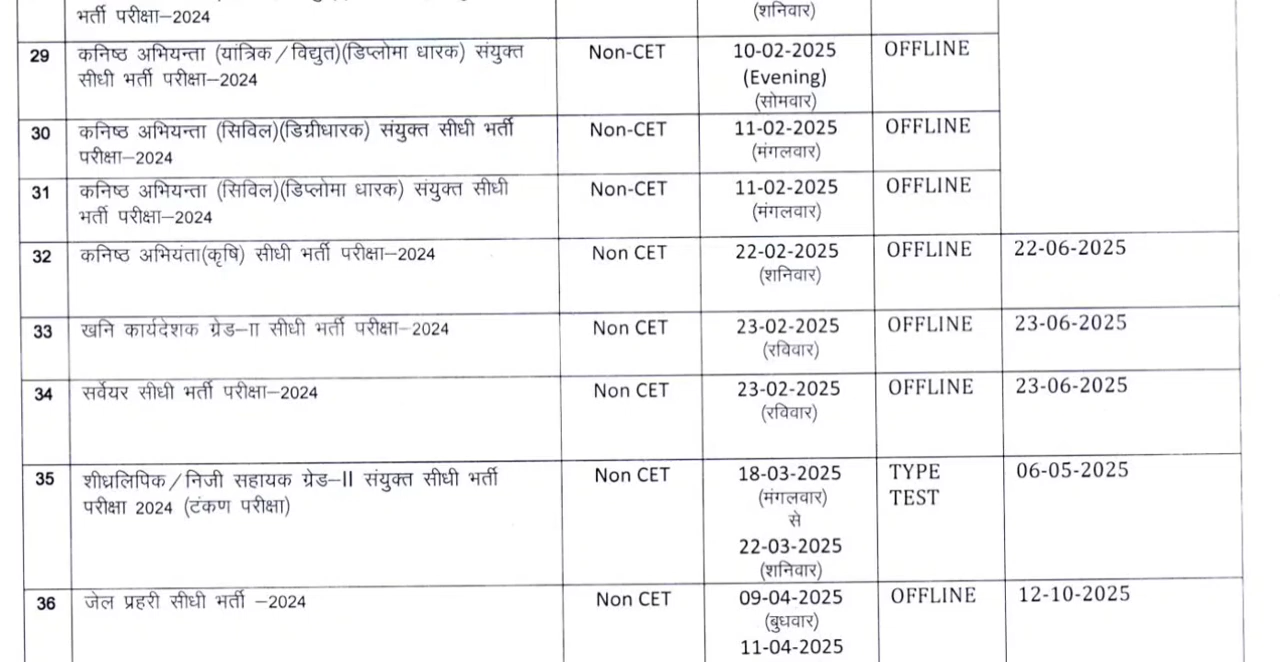 भर्ती परीक्षा–2024
(शनिवार)
29 कनिष्ठ अभियन्ता (यांत्रिक/विद्युत)(डिप्लोमा धारक) संयुक्त Non-CET 10-02-2025 OFFLINE
सीधी भर्ती परीक्षा–2024 (Evening)
(सोमवार)
30 कनिष्ठ अभियन्ता (सिविल)(डिग्रीधारक) संयुक्त सीधी भर्ती Non-CET 11-02-2025 OFFLINE
परीक्षा–2024 (मंगलवार)
31 कनिष्ठ अभियन्ता (सिविल)(डिप्लोमा धारक) संयुक्त सीधी Non-CET 11-02-2025 OFFLINE
भर्ती परीक्षा–2024 (मंगलवार)
32 कनिष्ठ अभियंता(कृषि) सीधी भर्ती परीक्षा–2024 Non CET 22-02-2025 OFFLINE 22-06-2025
(शनिवार)
33 खनि कार्यदेशक ग्रेड–II सीधी भर्ती परीक्षा–2024 Non CET 23-02-2025 OFFLINE 23-06-2025
(रविवार)
34 सर्वेयर सीधी भर्ती परीक्षा–2024 Non CET 23-02-2025 OFFLINE 23-06-2025
(रविवार)
35 शीघ्रलिपिक/निजी सहायक ग्रेड–II संयुक्त सीधी भर्ती Non CET 18-03-2025 TYPE 06-05-2025
परीक्षा 2024 (टंकण परीक्षा) (मंगलवार) TEST
से
22-03-2025
(शनिवार)
36 जेल प्रहरी सीधी भर्ती –2024 Non CET 09-04-2025 OFFLINE 12-10-2025
(बुधवार)
11-04-2025